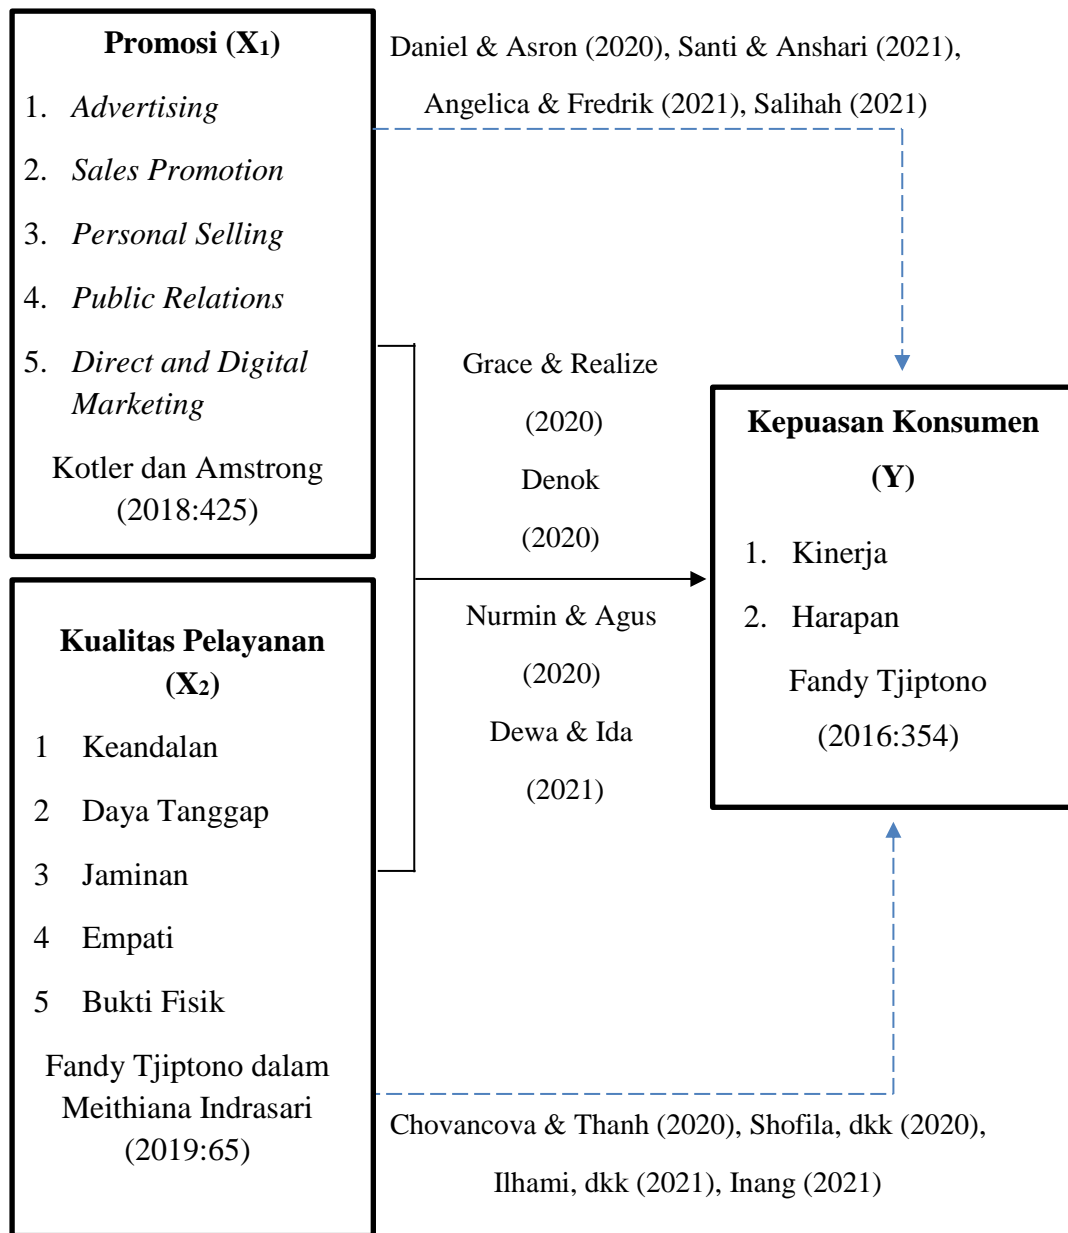 Promosi (X1)
1. Advertising
2. Sales Promotion
3. Personal Selling
4. Public Relations
5. Direct and Digital
Marketing
Kotler dan Amstrong
(2018:425)
Daniel & Asron (2020), Santi & Anshari (2021),
Angelica & Fredrik (2021), Salihah (2021)
Grace & Realize
(2020)
Denok
(2020)
Nurmin & Agus
(2020)
Dewa & Ida
(2021)
Kepuasan Konsumen
(Y)
1. Kinerja
2. Harapan
Fandy Tjiptono
(2016:354)
Kualitas Pelayanan
(X2)
1 Keandalan
2 Daya Tanggap
3 Jaminan
4 Empati
5 Bukti Fisik
Fandy Tjiptono dalam
Meithiana Indrasari
(2019:65)
Chovancova & Thanh (2020), Shofila, dkk (2020),
Ilhami, dkk (2021), Inang (2021)